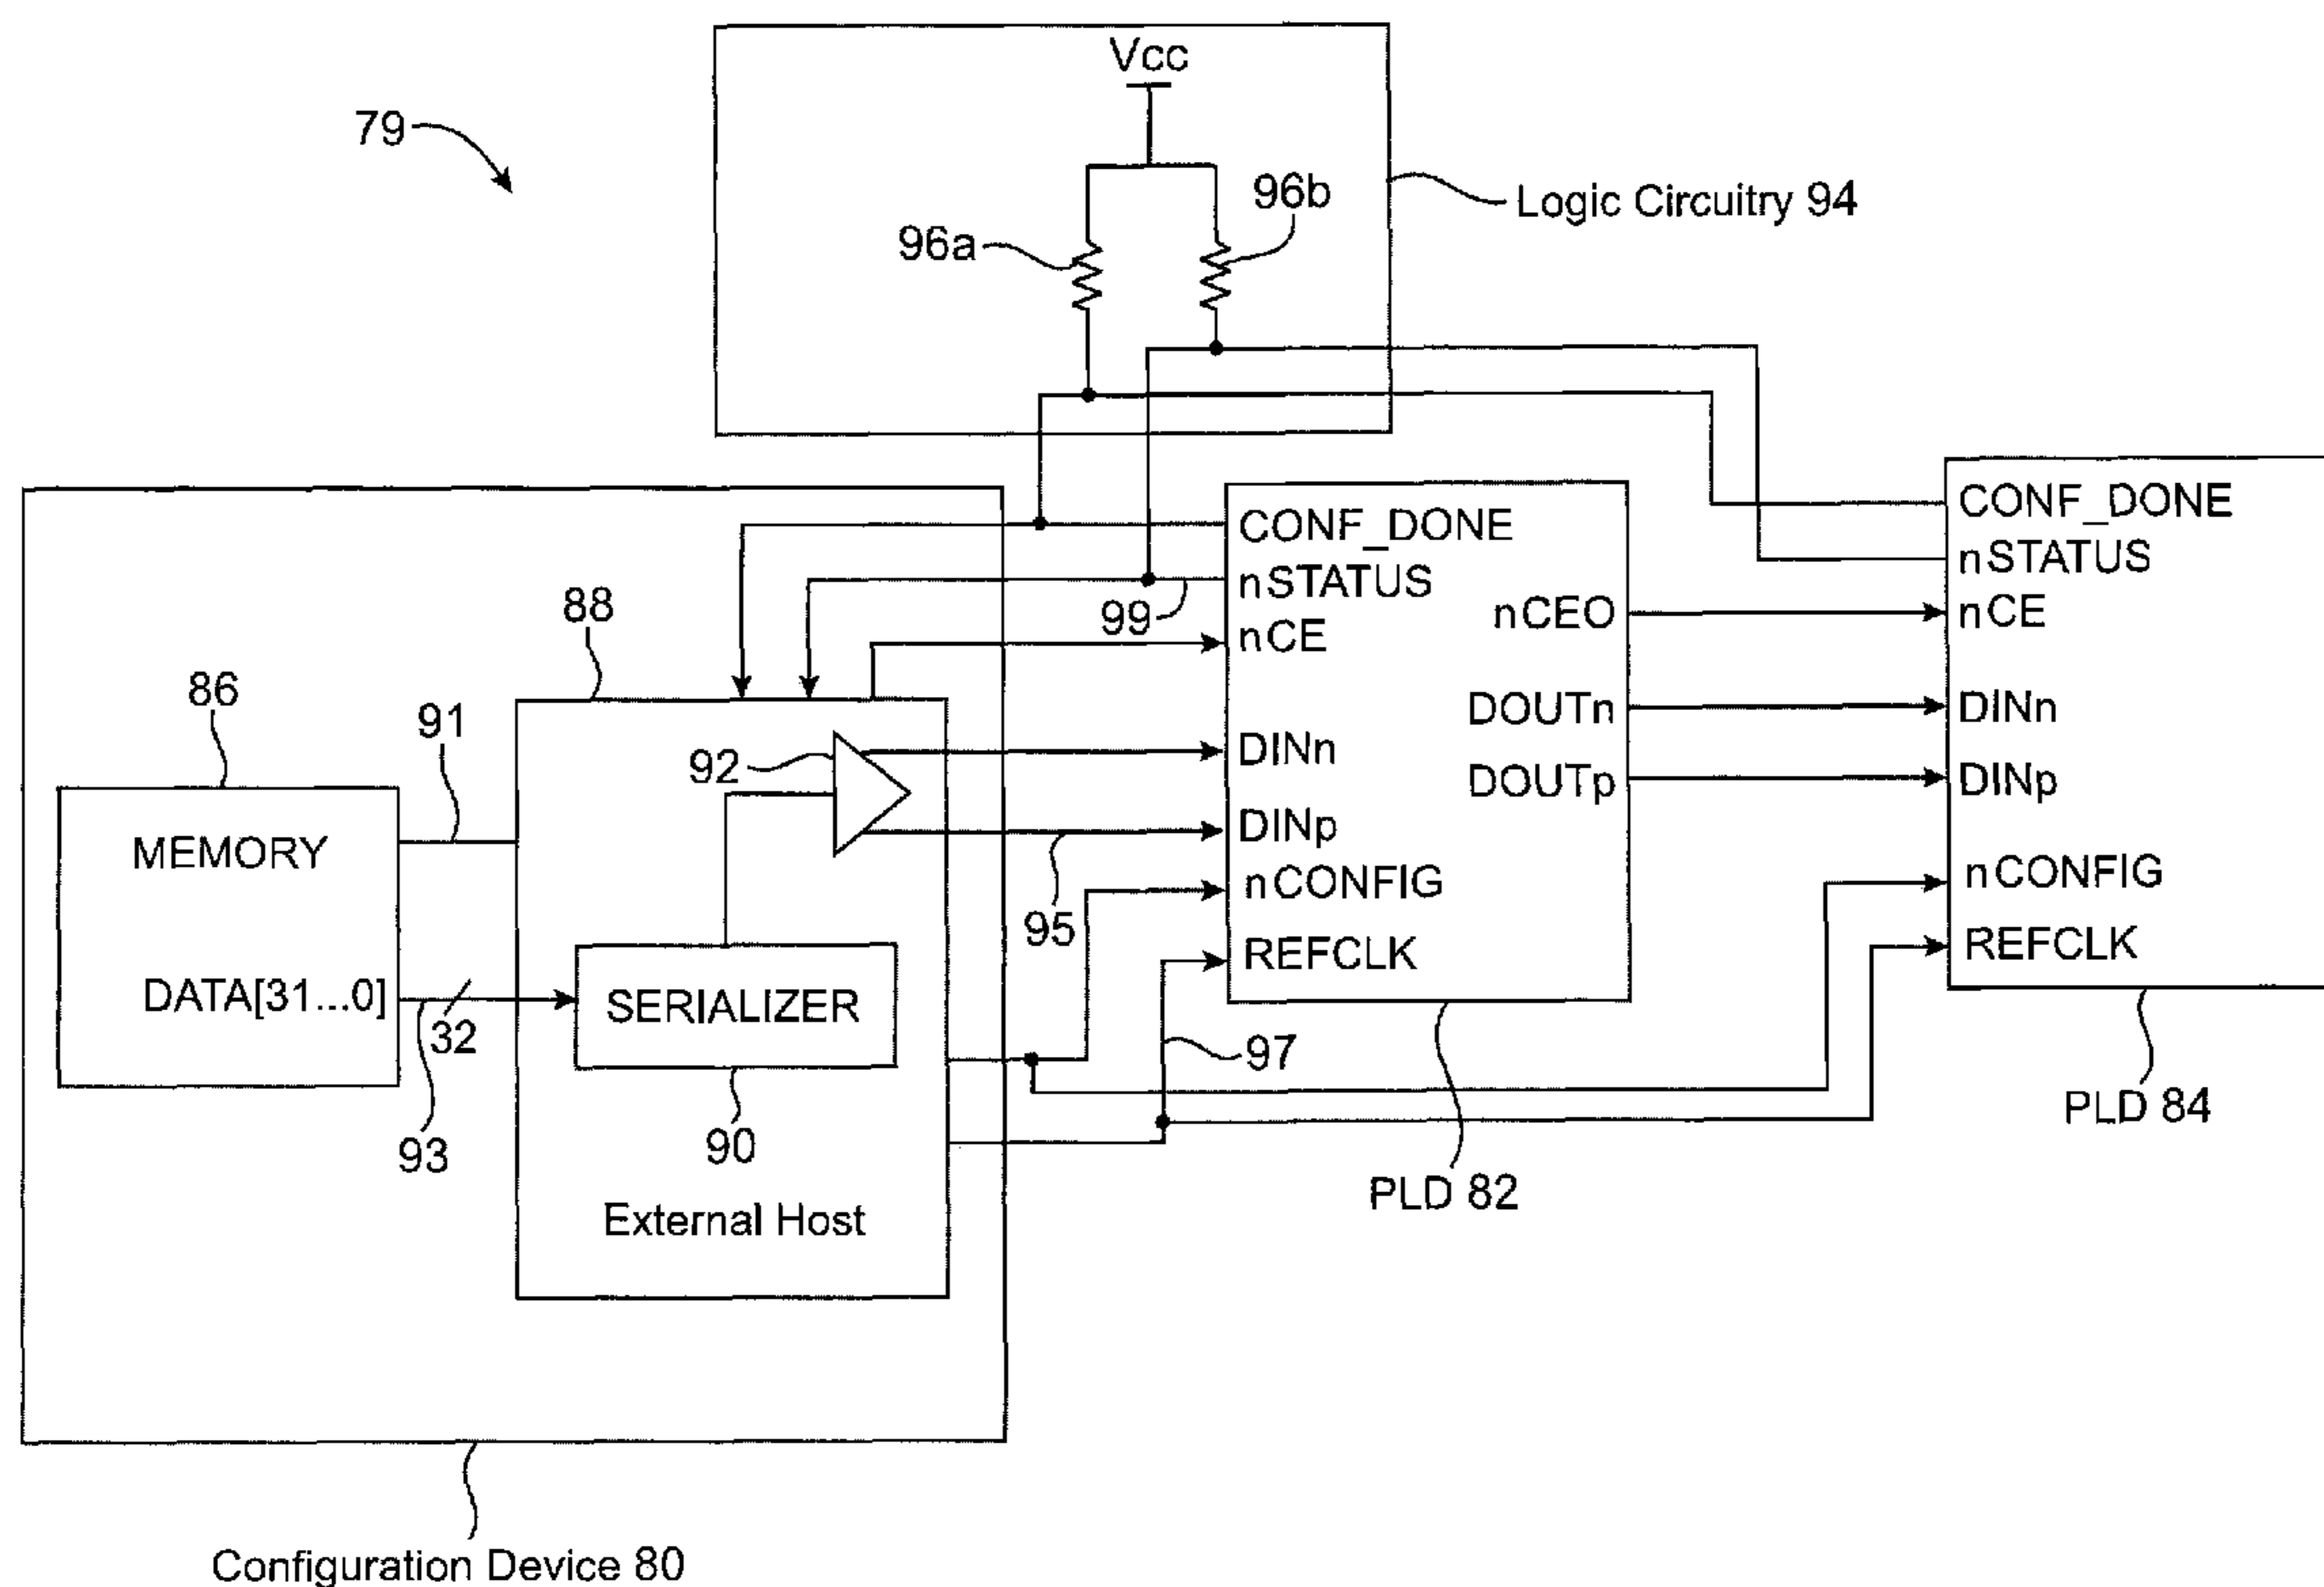 Vcc
79
96b
Logic Circuitry 94
96a
CONF_DONE
nSTATUS
nCE
DINn
DINp
nCONFIG
REFCLK
nCEO
DOUTn
DOUTp
99
95
97
PLD 82
CONF_DONE
nSTATUS
nCE
DINn
DINp
nCONFIG
REFCLK
PLD 84
88
86
91
92
MEMORY
DATA[31...0]
32
93
SERIALIZER
90
External Host
Configuration Device 80